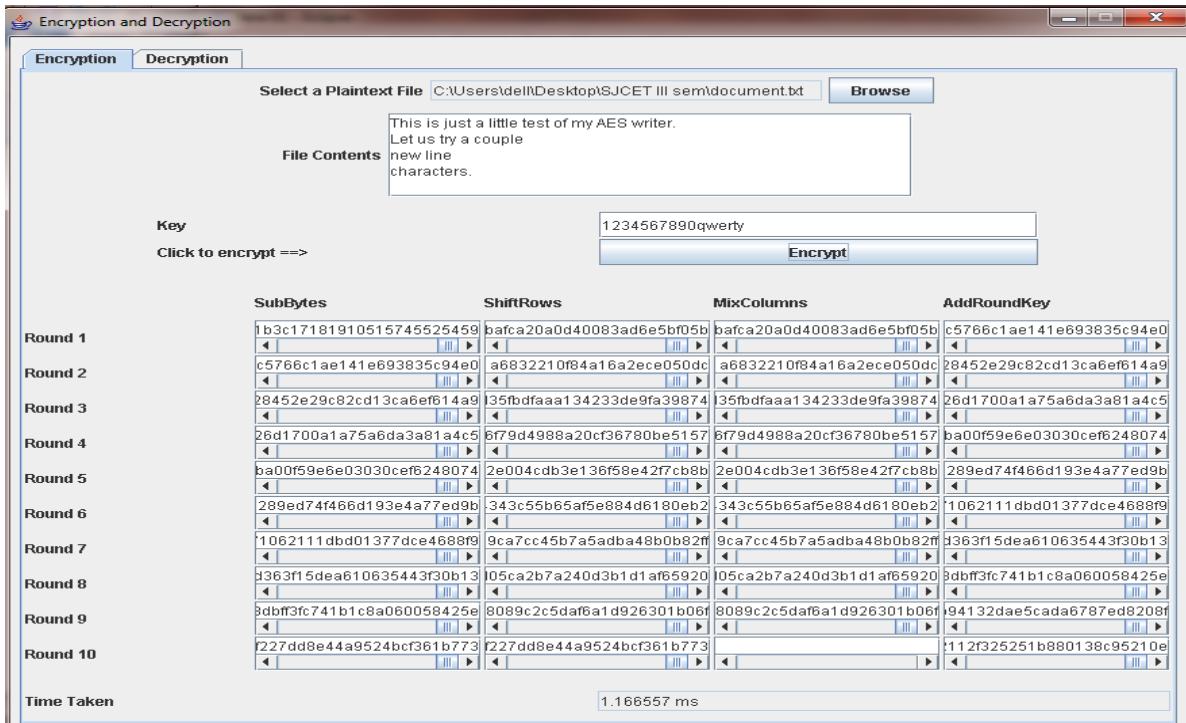 Encryption and Decryption
Encryption Decryption
Select a Plaintext File C:\Users\dell\Desktop\SJCET III sem\document.txt Browse
File Contents
This is just a little test of my AES writer.
Let us try a couple
new line
characters.
Key 1234567890qwerty
Click to encrypt ==> Encrypt
SubBytes ShiftRows MixColumns AddRoundKey
Round 1 1b3c17181910515745525459 bafca20a0d40083ad6e5bf05b bafca20a0d40083ad6e5bf05b c5766c1ae141e693835c94e0
Round 2 c5766c1ae141e693835c94e0 a6832210f84a16a2ece050dc a6832210f84a16a2ece050dc 28452e29c82cd13ca6ef614a9
Round 3 28452e29c82cd13ca6ef614a9 35fbdfaaa134233de9fa39874 35fbdfaaa134233de9fa39874 26d1700a1a75a6da3a81a4c5
Round 4 26d1700a1a75a6da3a81a4c5 6f79d4988a20cf36780be5157 6f79d4988a20cf36780be5157 ba00f59e6e03030cef6248074
Round 5 ba00f59e6e03030cef6248074 2e004cdb3e136f58e42f7cb8b 2e004cdb3e136f58e42f7cb8b 289ed74f466d193e4a77ed9b
Round 6 289ed74f466d193e4a77ed9b 343c55b65af5e884d6180eb2 343c55b65af5e884d6180eb2 1062111dbd01377dce4688f9
Round 7 1062111dbd01377dce4688f9 9ca7cc45b7a5adba48b0b82ff 9ca7cc45b7a5adba48b0b82ff d363f15dea610635443f30b13
Round 8 d363f15dea610635443f30b13 05ca2b7a240d3b1d1af65920 05ca2b7a240d3b1d1af65920 3dbff3fc741b1c8a060058425e
Round 9 3dbff3fc741b1c8a060058425e 8089c2c5daf6a1d926301b06f 8089c2c5daf6a1d926301b06f 94132dae5cada6787ed8208f
Round 10 f227dd8e44a9524bcf361b773 f227dd8e44a9524bcf361b773 112f325251b880138c95210e
Time Taken 1.166557 ms